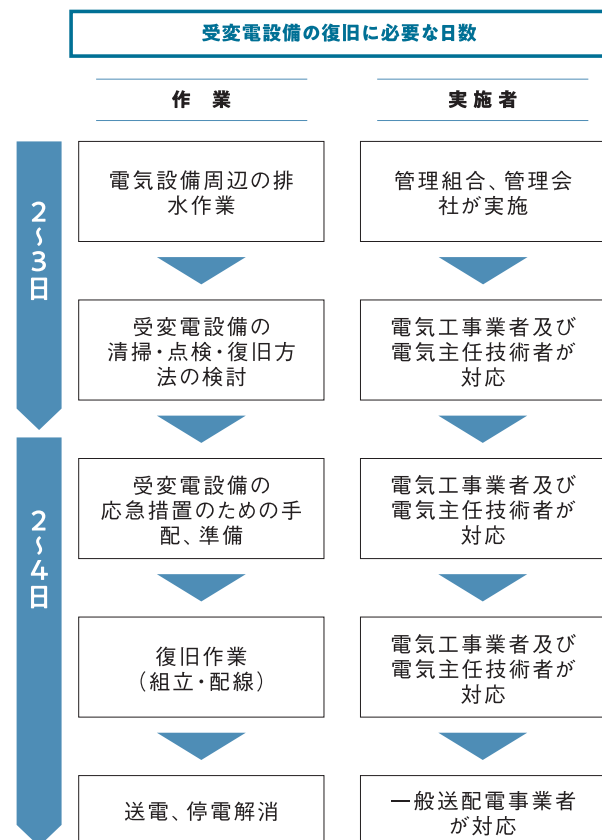 受変電設備の復旧に必要な日数
作　業
実施者
2〜3日
電気設備周辺の排
水作業
管理組合、管理会
社が実施
受変電設備の
清掃・点検・復旧方
法の検討
電気工事業者及び
電気主任技術者が
対応
2〜4日
受変電設備の
応急措置のための手
配、準備
電気工事業者及び
電気主任技術者が
対応
復旧作業
（組立・配線）
電気工事業者及び
電気主任技術者が
対応
送電、停電解消
一般送配電事業者
が対応